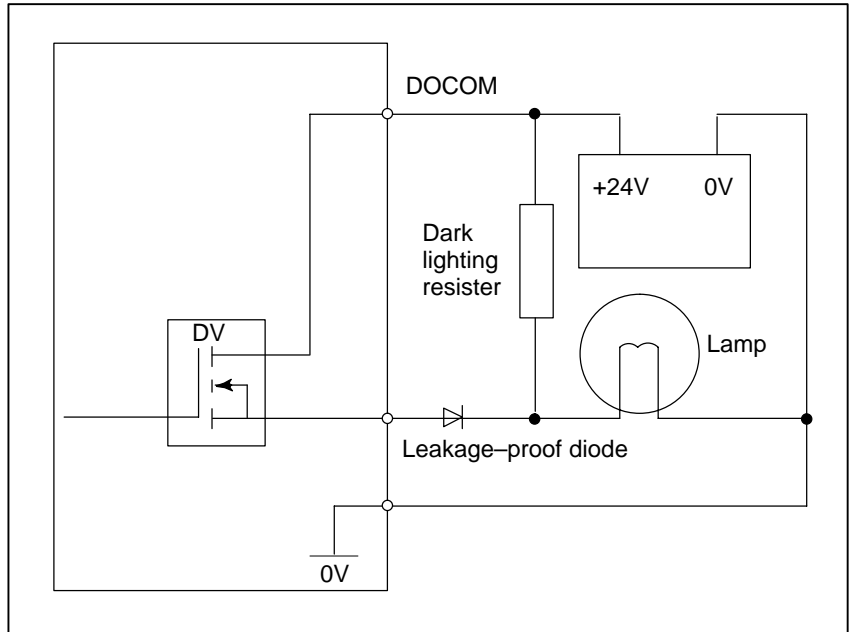 DOCOM
+24V 0V
Dark
lighting
resister
DV
Lamp
Leakage–proof diode
0V